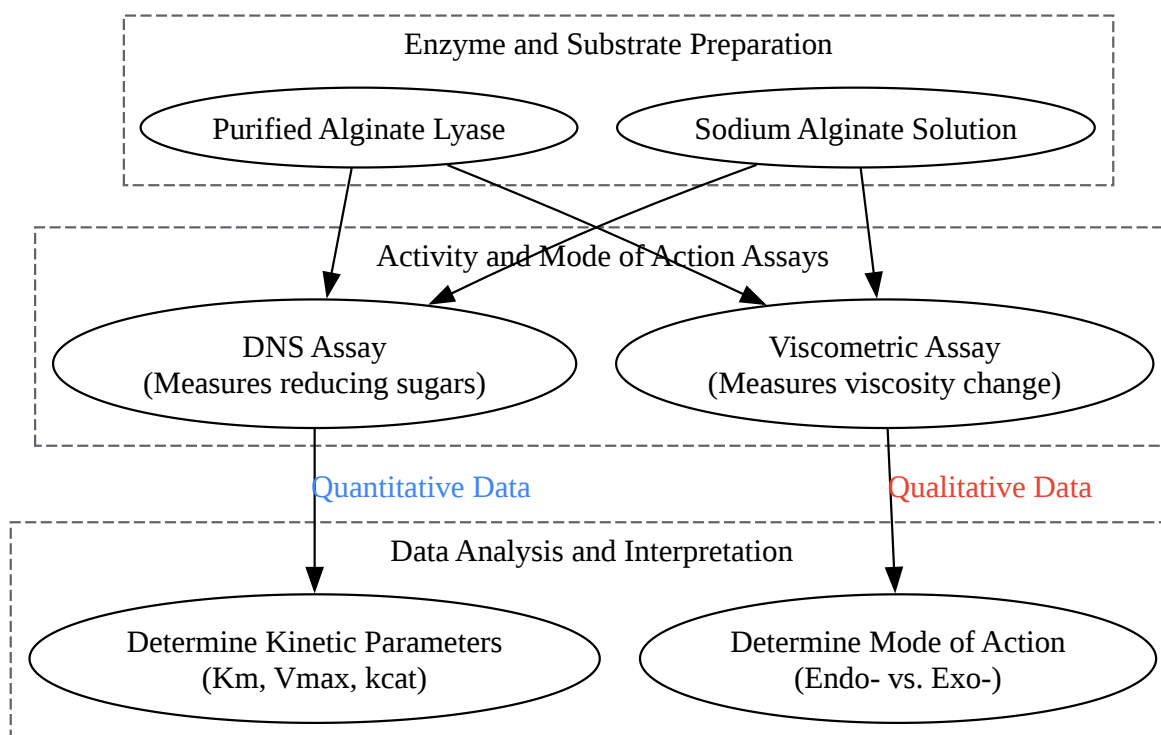 Enzyme and Substrate Preparation
Purified Alginate Lyase
Sodium Alginate Solution
Activity and Mode of Action Assays
DNS Assay
(Measures reducing sugars)
Viscometric Assay
(Measures viscosity change)
Quantitative Data
Qualitative Data
Data Analysis and Interpretation
Determine Kinetic Parameters
(Km, Vmax, kcat)
Determine Mode of Action
(Endo- vs. Exo-)